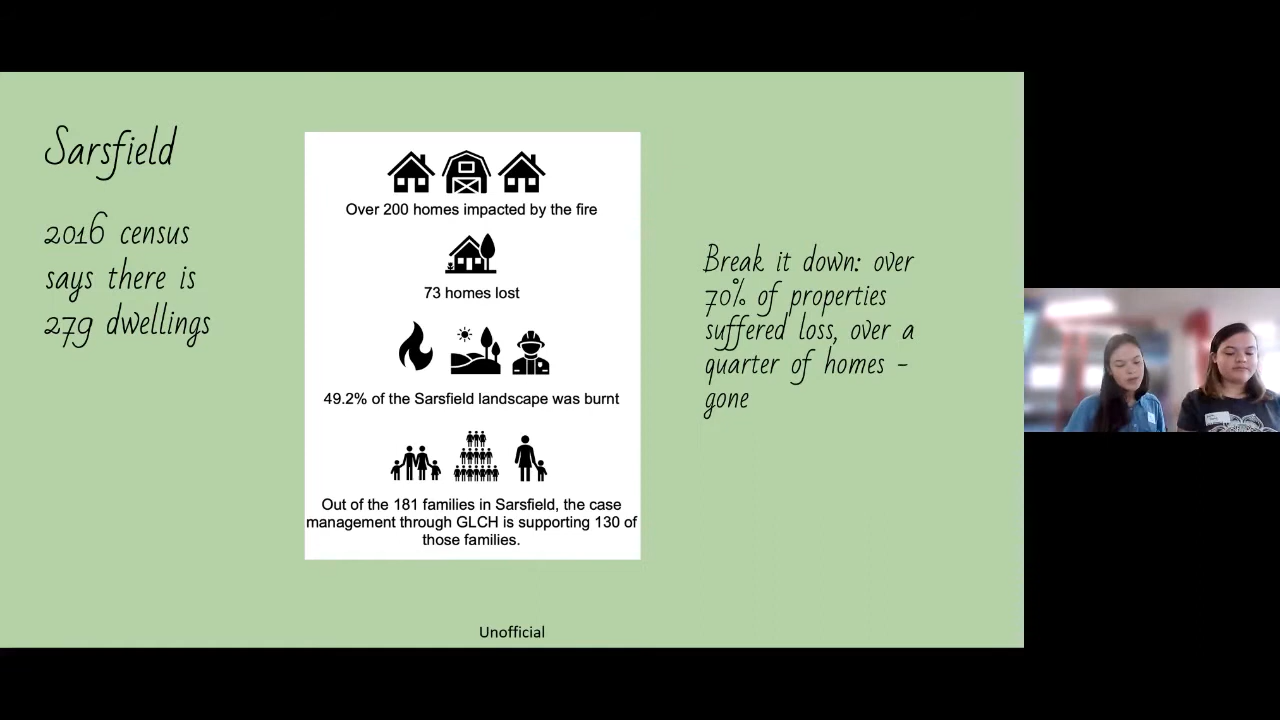 Sarsfield
2016 census
says there is
279 dwellings
Over 200 homes impacted by the fire
73 homes lost
49.2% of the Sarsfield landscape was burnt
Out of the 181 families in Sarsfield, the case
management through GLCH is supporting 130 of
those families.
Break it down: over
70% of properties
suffered loss, over a
quarter of homes -
gone
Unofficial